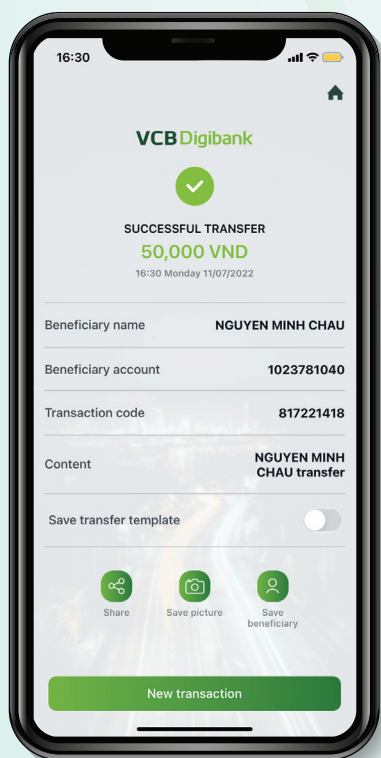 16:30
VCB Digibank
SUCCESSFUL TRANSFER
50,000 VND
16:30 Monday 11/07/2022
Beneficiary name NGUYEN MINH CHAU
Beneficiary account 1023781040
Transaction code 817221418
Content NGUYEN MINH
CHAU transfer
Save transfer template
Share Save picture Save
beneficiary
New transaction